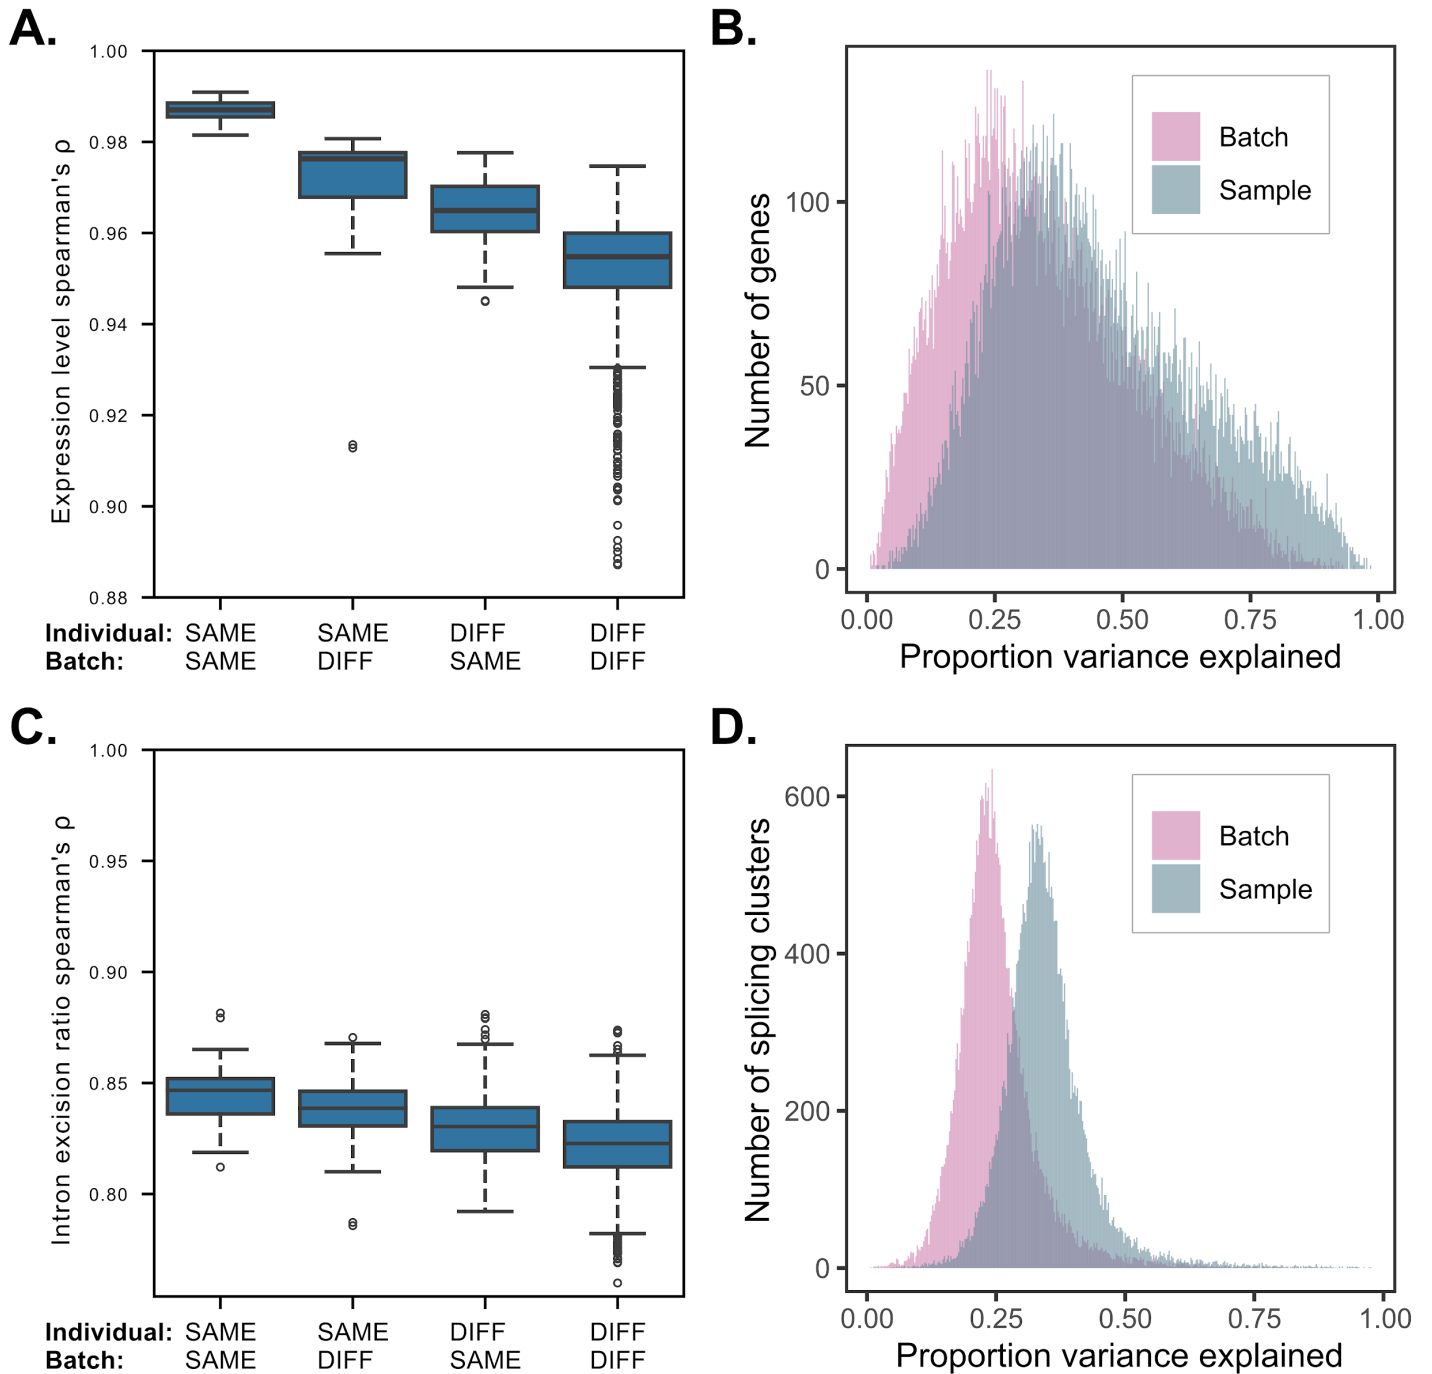 A.
Expression level spearman's ρ
1.00
0.98
0.96
0.94
0.92
0.90
0.88
Individual: SAME SAME DIFF DIFF
Batch: SAME DIFF SAME DIFF
B.
Number of genes
100
50
0
Batch
Sample
0.00 0.25 0.50 0.75 1.00
Proportion variance explained
C.
Intron excision ratio spearman's ρ
1.00
0.95
0.90
0.85
0.80
Individual: SAME SAME DIFF DIFF
Batch: SAME DIFF SAME DIFF
D.
Number of splicing clusters
600
400
200
0
Batch
Sample
0.00 0.25 0.50 0.75 1.00
Proportion variance explained